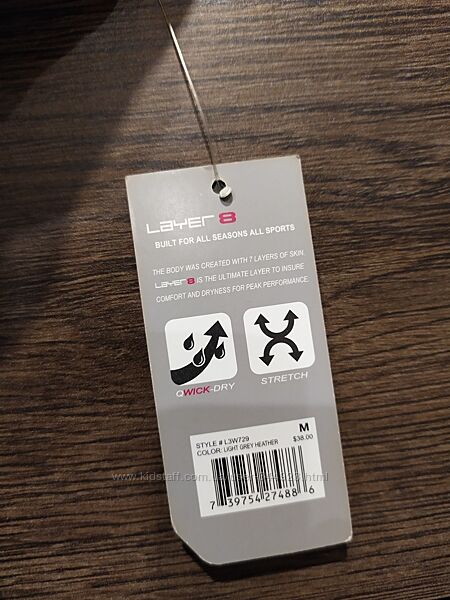 Layer 8
BUILT FOR ALL SEASONS ALL SPORTS
THE BODY WAS CREATED WITH 7 LAYERS OF SKIN.
Layer 8 IS THE ULTIMATE LAYER TO INSURE
COMFORT AND DRYNESS FOR PEAK PERFORMANCE
QWICK-DRY
STRETCH
STYLE # L3W729
M
COLOR: LIGHT GREY HEATHER
$38.00
7 39754 27488 6